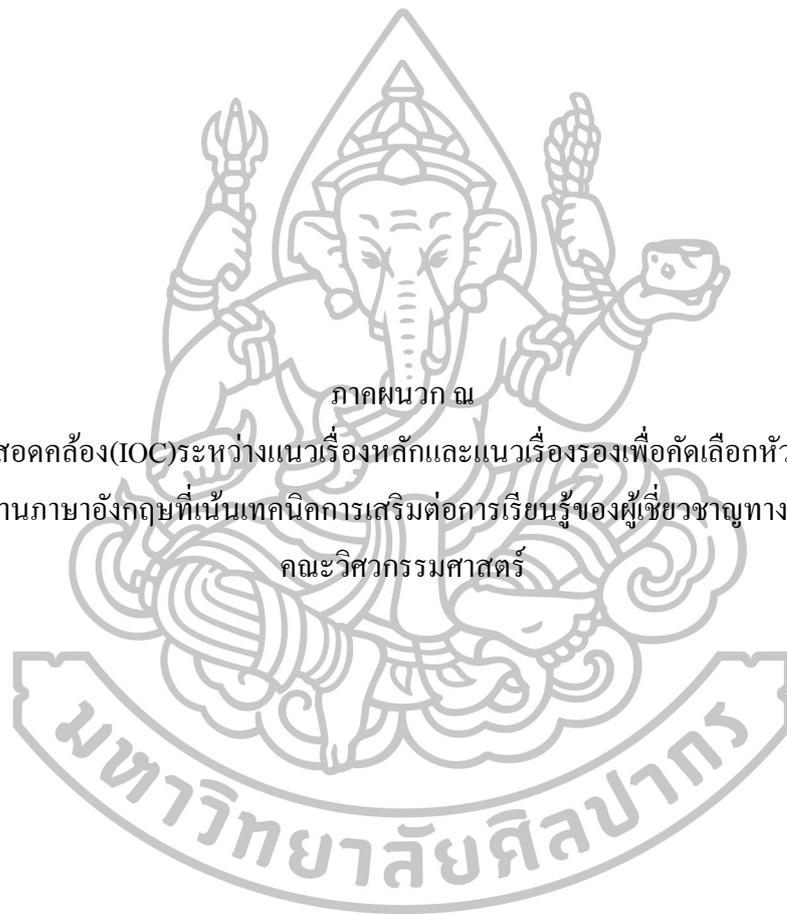 ภาคผนวก ฌ
สอดคล้อง(IOC)ระหว่างแนวเรื่องหลักและแนวเรื่องรองเพื่อคัดเลือกหัว
านภาษาอังกฤษที่เน้นเทคนิคการเสริมต่อการเรียนรู้ของผู้เชี่ยวชาญทาง
คณะวิศวกรรมศาสตร์
มหาวิทยาลัยศิลปากร